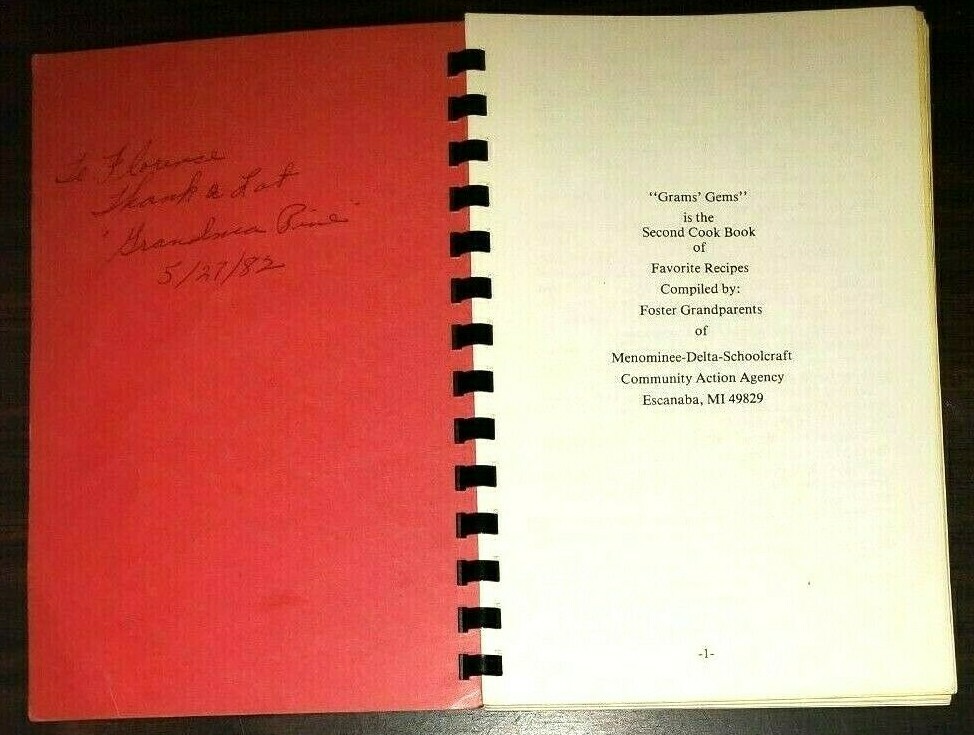 To Florence
Thank a Lot
"Grandma Pine"
5/27/82
"Grams' Gems"
is the
Second Cook Book
of
Favorite Recipes
Compiled by:
Foster Grandparents
of
Menominee-Delta-Schoolcraft
Community Action Agency
Escanaba, MI 49829
-1-